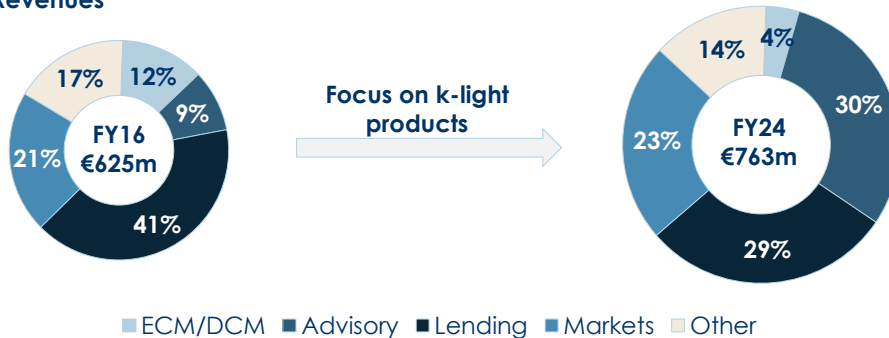 Revenues
17%
12%
9%
21%
41%
FY16
€625m
Focus on k-light
products
14%
4%
30%
23%
29%
FY24
€763m
ECM/DCM Advisory Lending Markets Other